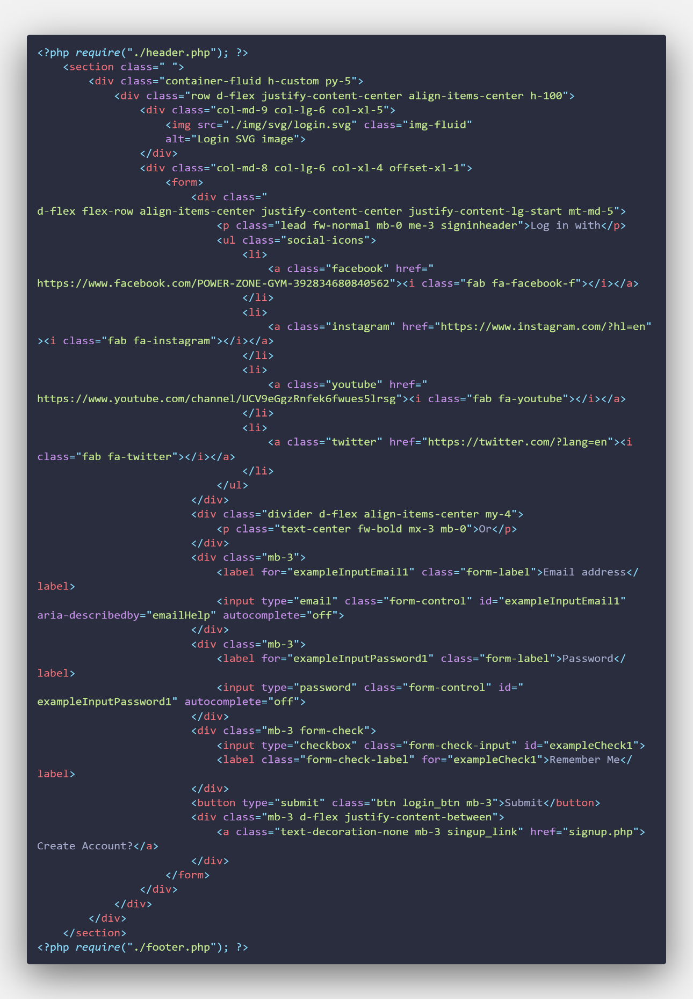 <?php require("./header.php"); ?>
    <section class=" ">
        <div class="container-fluid h-custom py-5">
            <div class="row d-flex justify-content-center align-items-center h-100">
                <div class="col-md-9 col-lg-6 col-xl-5">
                    <img src="./img/svg/login.svg" class="img-fluid"
                    alt="Login SVG image">
                </div>
                <div class="col-md-8 col-lg-6 col-xl-4 offset-xl-1">
                    <form>
                        <div class="
d-flex flex-row align-items-center justify-content-center justify-content-lg-start mt-md-5">
                            <p class="lead fw-normal mb-0 me-3 signinheader">Log in with</p>
                            <ul class="social-icons">
                                <li>
                                    <a class="facebook" href="
https://www.facebook.com/POWER-ZONE-GYM-392834680840562"><i class="fab fa-facebook-f"></i></a>
                                </li>
                                <li>
                                    <a class="instagram" href="https://www.instagram.com/?hl=en"
><i class="fab fa-instagram"></i></a>
                                </li>
                                <li>
                                    <a class="youtube" href="
https://www.youtube.com/channel/UCV9eGgzRnfek6fwues5lrsg"><i class="fab fa-youtube"></i></a>
                                </li>
                                <li>
                                    <a class="twitter" href="https://twitter.com/?lang=en"><i
class="fab fa-twitter"></i></a>
                                </li>
                            </ul>
                        </div>
                        <div class="divider d-flex align-items-center my-4">
                            <p class="text-center fw-bold mx-3 mb-0">Or</p>
                        </div>
                        <div class="mb-3">
                            <label for="exampleInputEmail1" class="form-label">Email address</
label>
                            <input type="email" class="form-control" id="exampleInputEmail1"
aria-describedby="emailHelp" autocomplete="off">
                        </div>
                        <div class="mb-3">
                            <label for="exampleInputPassword1" class="form-label">Password</
label>
                            <input type="password" class="form-control" id="
exampleInputPassword1" autocomplete="off">
                        </div>
                        <div class="mb-3 form-check">
                            <input type="checkbox" class="form-check-input" id="exampleCheck1">
                            <label class="form-check-label" for="exampleCheck1">Remember Me</
label>
                        </div>
                        <button type="submit" class="btn login_btn mb-3">Submit</button>
                        <div class="mb-3 d-flex justify-content-between">
                            <a class="text-decoration-none mb-3 singup_link" href="signup.php">
Create Account?</a>
                        </div>
                    </form>
                </div>
            </div>
        </div>
    </section>
<?php require("./footer.php"); ?>